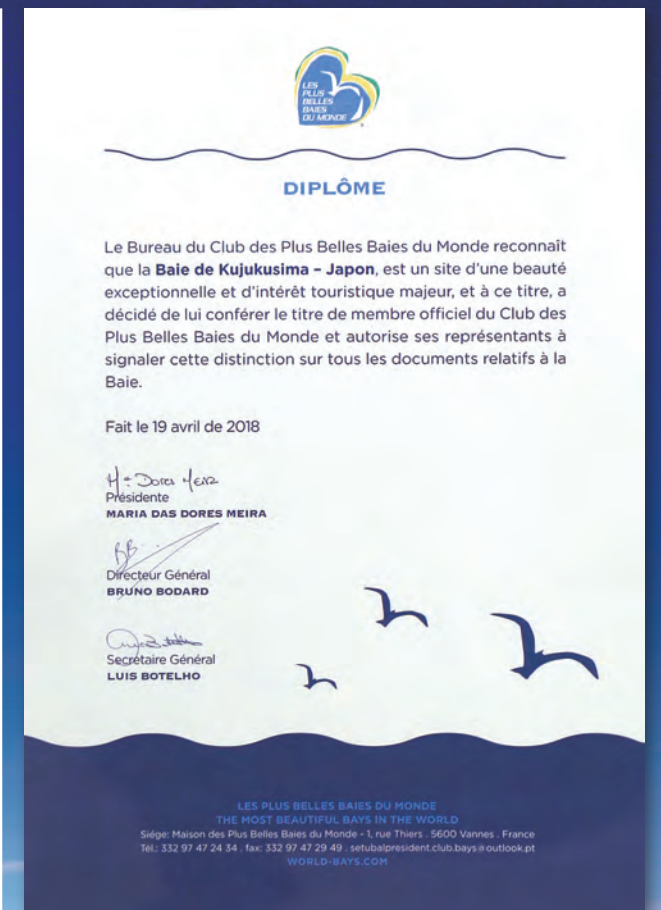 LES
PLUS
BELLES
BAIES
DU MONDE
DIPLÔME
Le Bureau du Club des Plus Belles Baies du Monde reconnaît
que la Baie de Kujukusima – Japon, est un site d'une beauté
exceptionnelle et d'intérêt touristique majeur, et à ce titre, a
décidé de lui conférer le titre de membre officiel du Club des
Plus Belles Baies du Monde et autorise ses représentants à
signaler cette distinction sur tous les documents relatifs à la
Baie.
Fait le 19 avril de 2018
Présidente
MARIA DAS DORES MEIRA
Directeur Général
BRUNO BODARD
Secrétaire Général
LUIS BOTELHO
LES PLUS BELLES BAIES DU MONDE
THE MOST BEAUTIFUL BAYS IN THE WORLD
Siége: Maison des Plus Belles Baies du Monde - 1, rue Thiers . 5600 Vannes . France
Tél.: 332 97 47 24 34 . fax: 332 97 47 29 49 . setubalpresident.club.bays@outlook.pt
WORLD-BAYS.COM